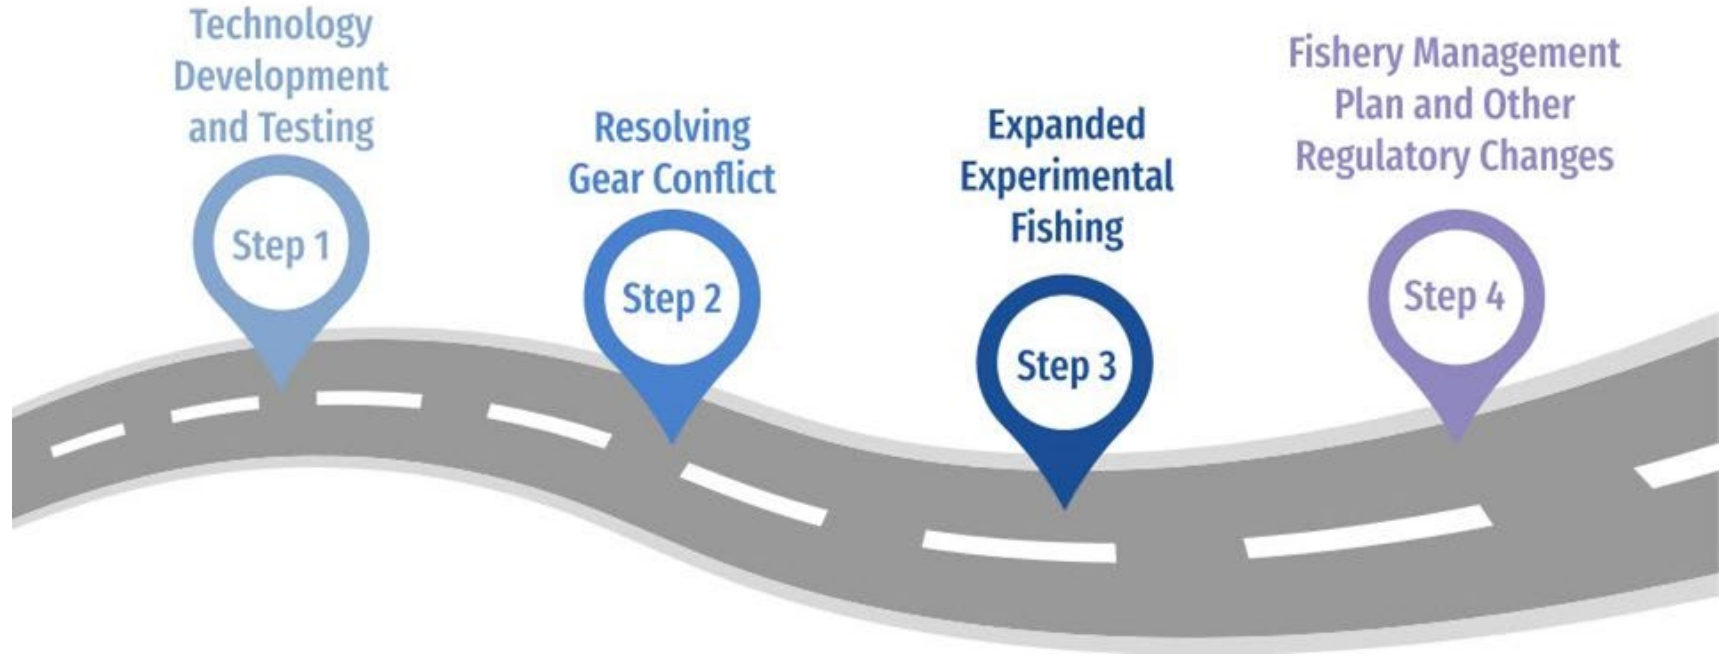 Technology
Development
and Testing
Step 1
Resolving
Gear Conflict
Step 2
Expanded
Experimental
Fishing
Step 3
Fishery Management
Plan and Other
Regulatory Changes
Step 4